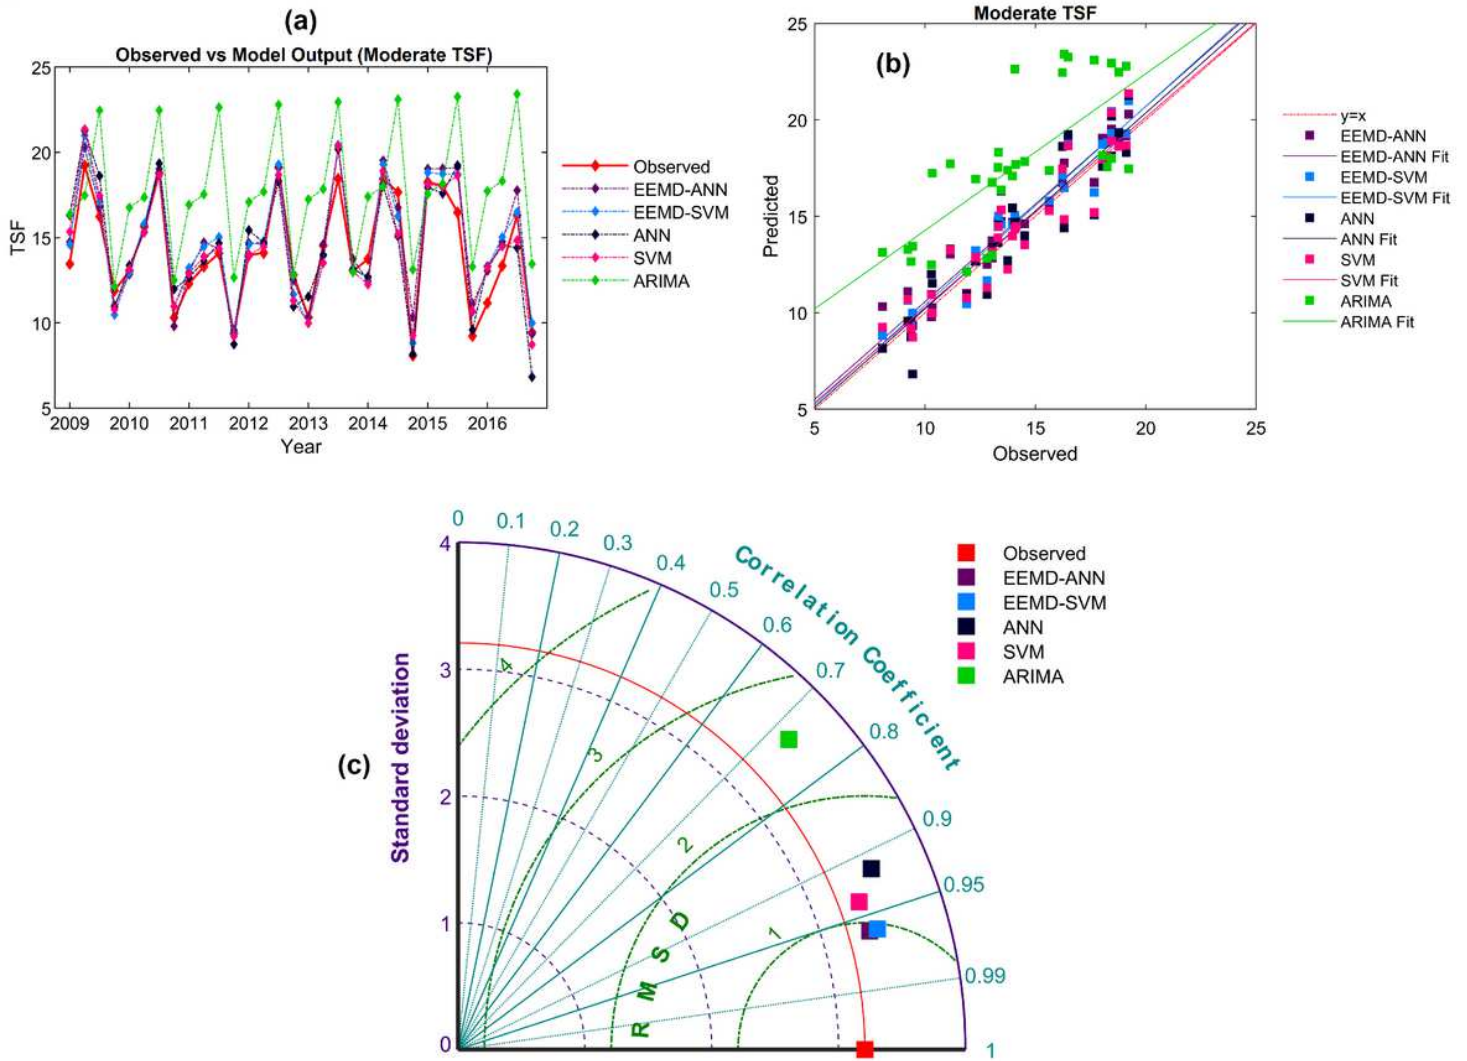 (a)
Observed vs Model Output (Moderate TSF)
25
20
15
10
5
TSF
2009 2010 2011 2012 2013 2014 2015 2016
Year
Observed
EEMD-ANN
EEMD-SVM
ANN
SVM
ARIMA
Moderate TSF
(b)
25
20
15
10
5
Predicted
5 10 15 20 25
Observed
y=x
EEMD-ANN
EEMD-ANN Fit
EEMD-SVM
EEMD-SVM Fit
ANN
ANN Fit
SVM
SVM Fit
ARIMA
ARIMA Fit
(c)
Standard deviation
4
3
2
1
0
0 0.1 0.2 0.3 0.4 0.5 0.6 0.7 0.8 0.9 0.95 0.99 1
Correlation Coefficient
4
3
2
1
RMSD
Observed
EEMD-ANN
EEMD-SVM
ANN
SVM
ARIMA